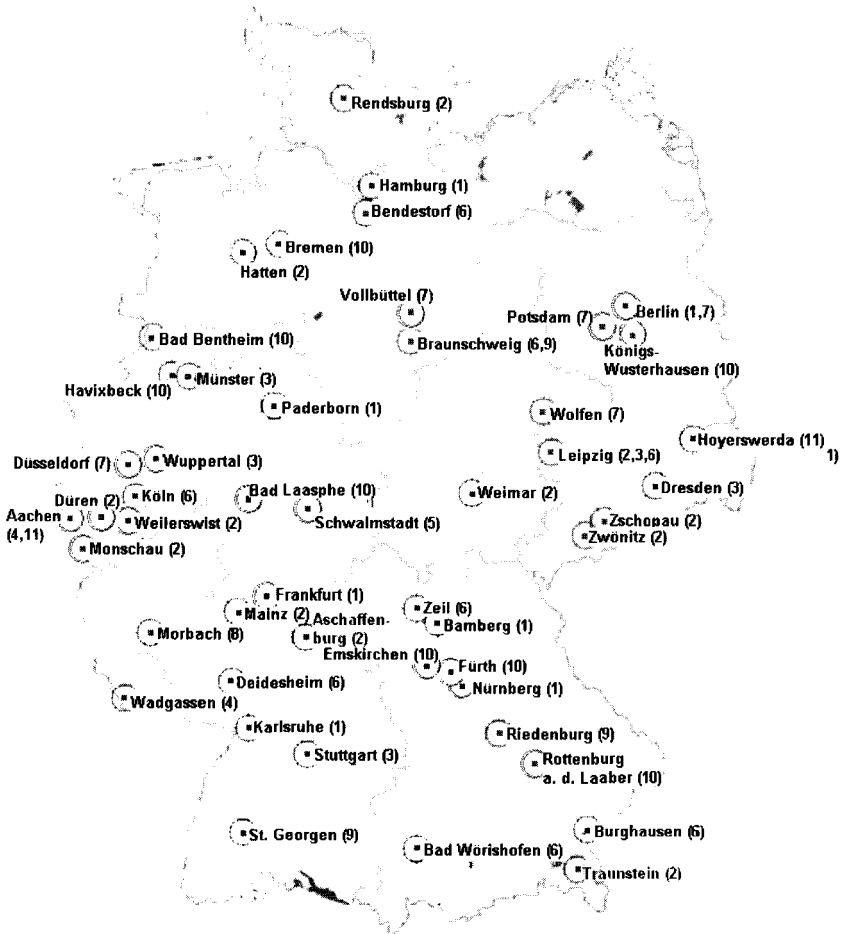 Rendsburg (2)
Hamburg (1)
Bendestorf (6)
Bremen (10)
Hatten (2)
Vollbüttel (7)
Berlin (1,7)
Potsdam (7)
Bad Bentheim (10)
Braunschweig (6,9)
Königs-
Wusterhausen (10)
Havixbeck (10)
Münster (3)
Paderborn (1)
Wolfen (7)
Hoyerswerda (11)
1)
Düsseldorf (7)
Wuppertal (3)
Leipzig (2,3,6)
Düren (2)
Köln (6)
Bad Laasphe (10)
Weimar (2)
Dresden (3)
Aachen
(4,11)
Weilerswist (2)
Schwalmstadt (5)
Zschopau (2)
Zwönitz (2)
Monschau (2)
Frankfurt (1)
Mainz (2)
Aschaffen-
burg (2)
Zeil (6)
Bamberg (1)
Morbach (8)
Emskirchen (10)
Fürth (10)
Deidesheim (6)
Nürnberg (1)
Wadgassen (4)
Karlsruhe (1)
Riedenburg (9)
Stuttgart (3)
Rottenburg
a. d. Laaber (10)
St. Georgen (9)
Burghausen (6)
Bad Wörishofen (6)
Traunstein (2)